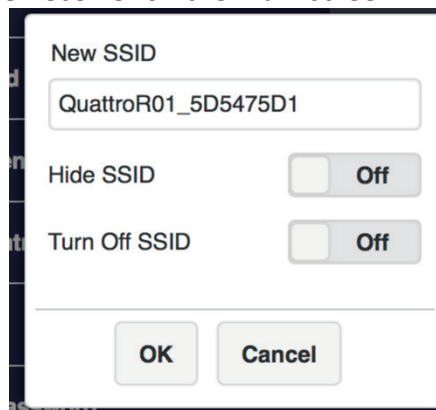 New SSID
QuattroR01_5D5475D1
Hide SSID
Off
Turn Off SSID
Off
OK
Cancel